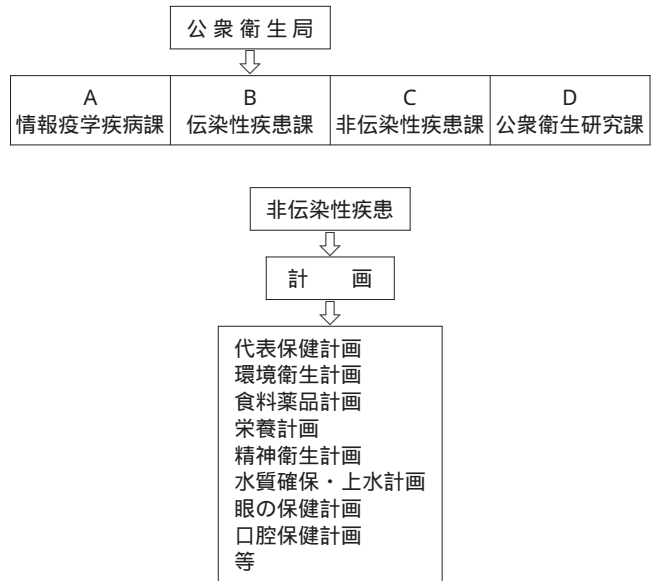 公衆衛生局
A
情報疫学疾病課
B
伝染性疾患課
C
非伝染性疾患課
D
公衆衛生研究課
非伝染性疾患
計　画
代表保健計画
環境衛生計画
食料薬品計画
栄養計画
精神衛生計画
水質確保・上水計画
眼の保健計画
口腔保健計画
等